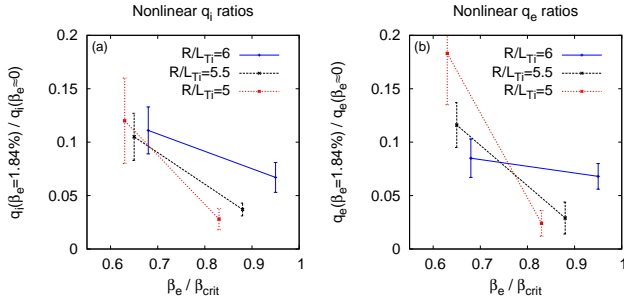 Nonlinear qi ratios
(a)
R/LTi=6
R/LTi=5.5
R/LTi=5
qi(βe=1.84%) / qi(βe≈0)
0.2
0.15
0.1
0.05
0
0.6 0.7 0.8 0.9 1
βe / βcrit
Nonlinear qe ratios
(b)
R/LTi=6
R/LTi=5.5
R/LTi=5
qe(βe=1.84%) / qe(βe≈0)
0.2
0.15
0.1
0.05
0
0.6 0.7 0.8 0.9 1
βe / βcrit